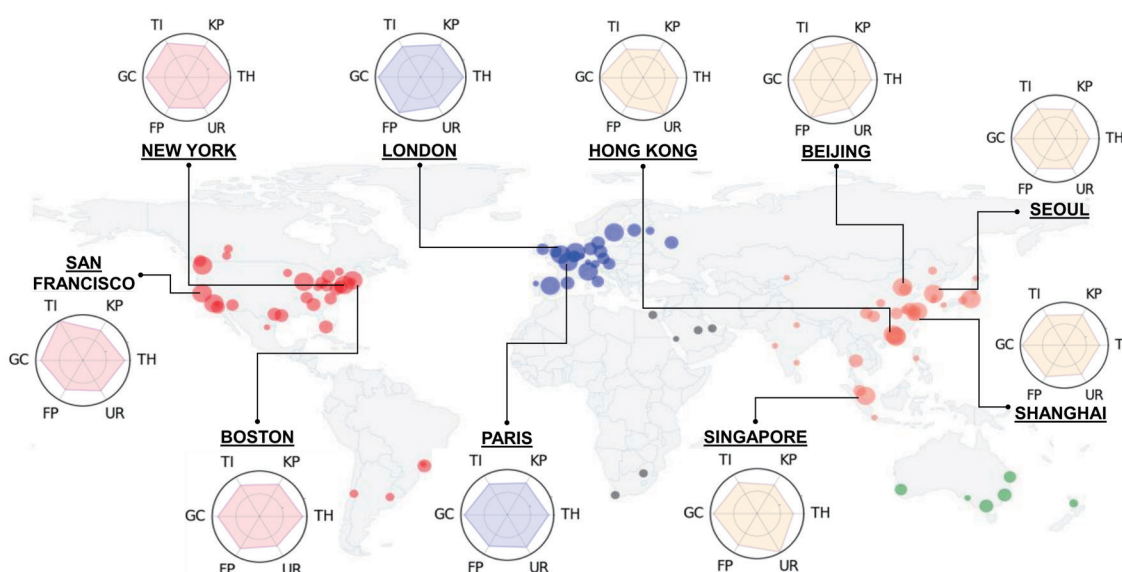 TI KP
GC TH
FP UR
NEW YORK
TI KP
GC TH
FP UR
LONDON
TI KP
GC TH
FP UR
HONG KONG
TI KP
GC TH
FP UR
BEIJING
TI KP
GC TH
FP UR
SEOUL
SAN
FRANCISCO
TI KP
GC TH
FP UR
TI KP
GC T
FP UR
SHANGHAI
BOSTON
TI KP
GC TH
FP UR
PARIS
TI KP
GC TH
FP UR
SINGAPORE
TI KP
GC TH
FP UR